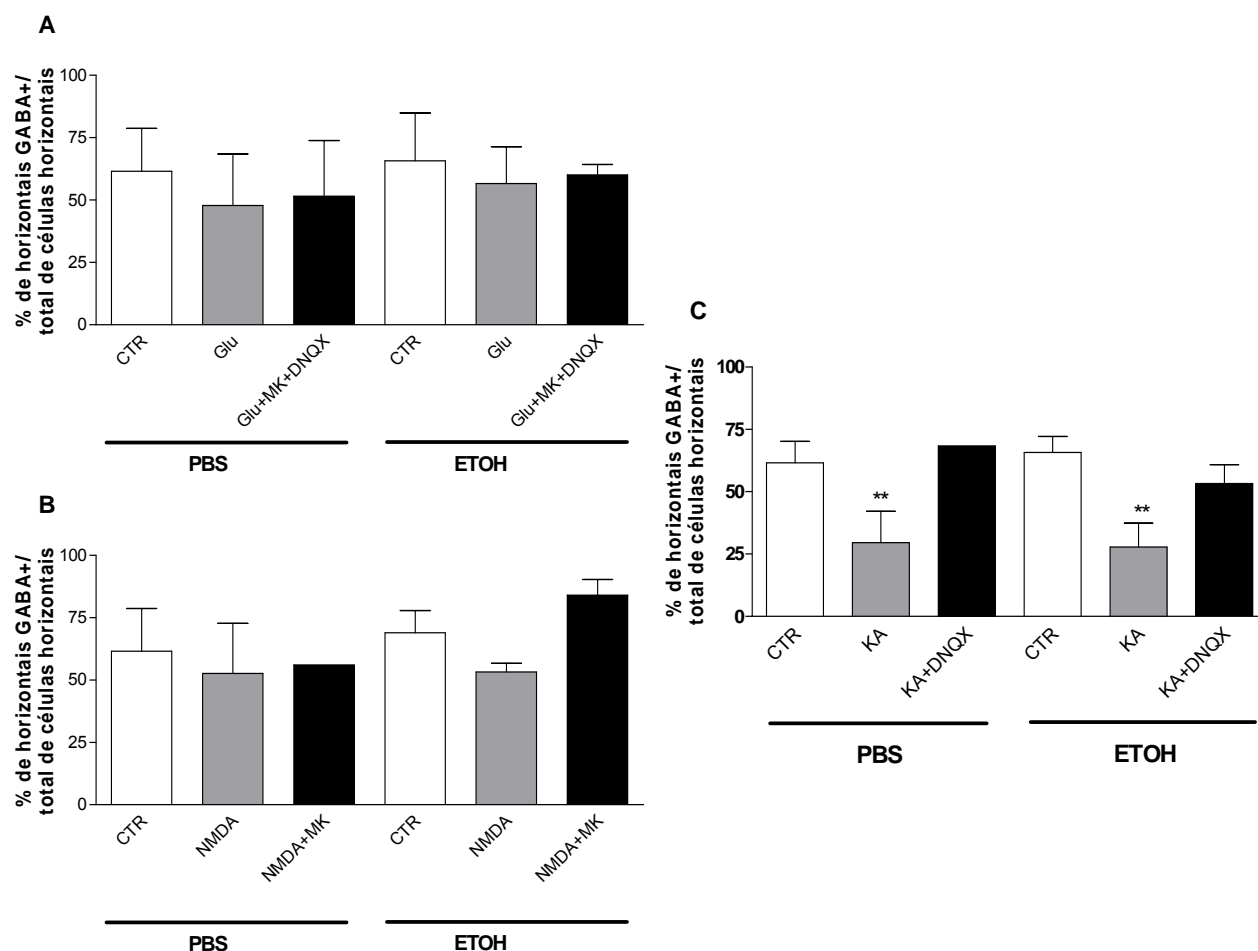 A
% de horizontais GABA+/
total de células horizontais
100
75
50
25
0
CTR
Glu
Glu+MK+DNQX
CTR
Glu
Glu+MK+DNQX
PBS
ETOH
B
% de horizontais GABA+/
total de células horizontais
100
75
50
25
0
CTR
NMDA
NMDA+MK
CTR
NMDA
NMDA+MK
PBS
ETOH
C
% de horizontais GABA+/
total de células horizontais
100
75
50
25
0
**
**
CTR
KA
KA+DNQX
CTR
KA
KA+DNQX
PBS
ETOH